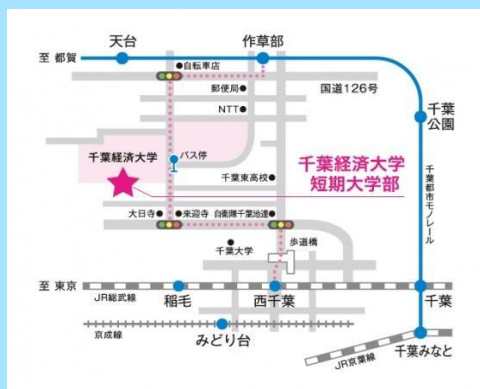 至 都賀
天台
作草部
自転車店
国道126号
郵便局
NTT
千葉
公園
千葉経済大学
バス停
千葉経済大学
短期大学部
千葉東高校
千葉都市モノレール
大日寺
来迎寺
自衛隊千葉地連
千葉大学
歩道橋
至 東京
JR総武線
稲毛
西千葉
千葉
京成線
みどり台
JR京葉線
千葉みなと